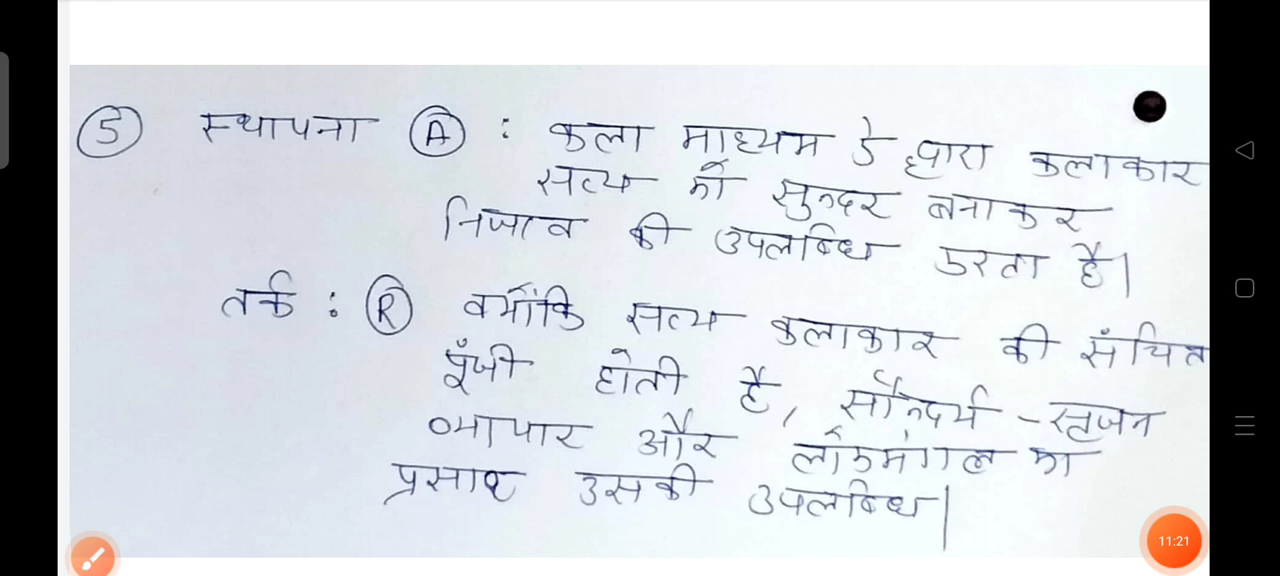 ⑤ स्थापना Ⓐ : कला माध्यम के द्वारा कलाकार
सत्य को सुन्दर बनाकर
की उपलब्धि करता है।
तर्क : Ⓡ क्योंकि सत्य कलाकार की संचित
पूँजी होती है, सौन्दर्य - सृजन
व्यापार और लोकमंगल का
प्रसार उसकी उपलब्धि।
11:21